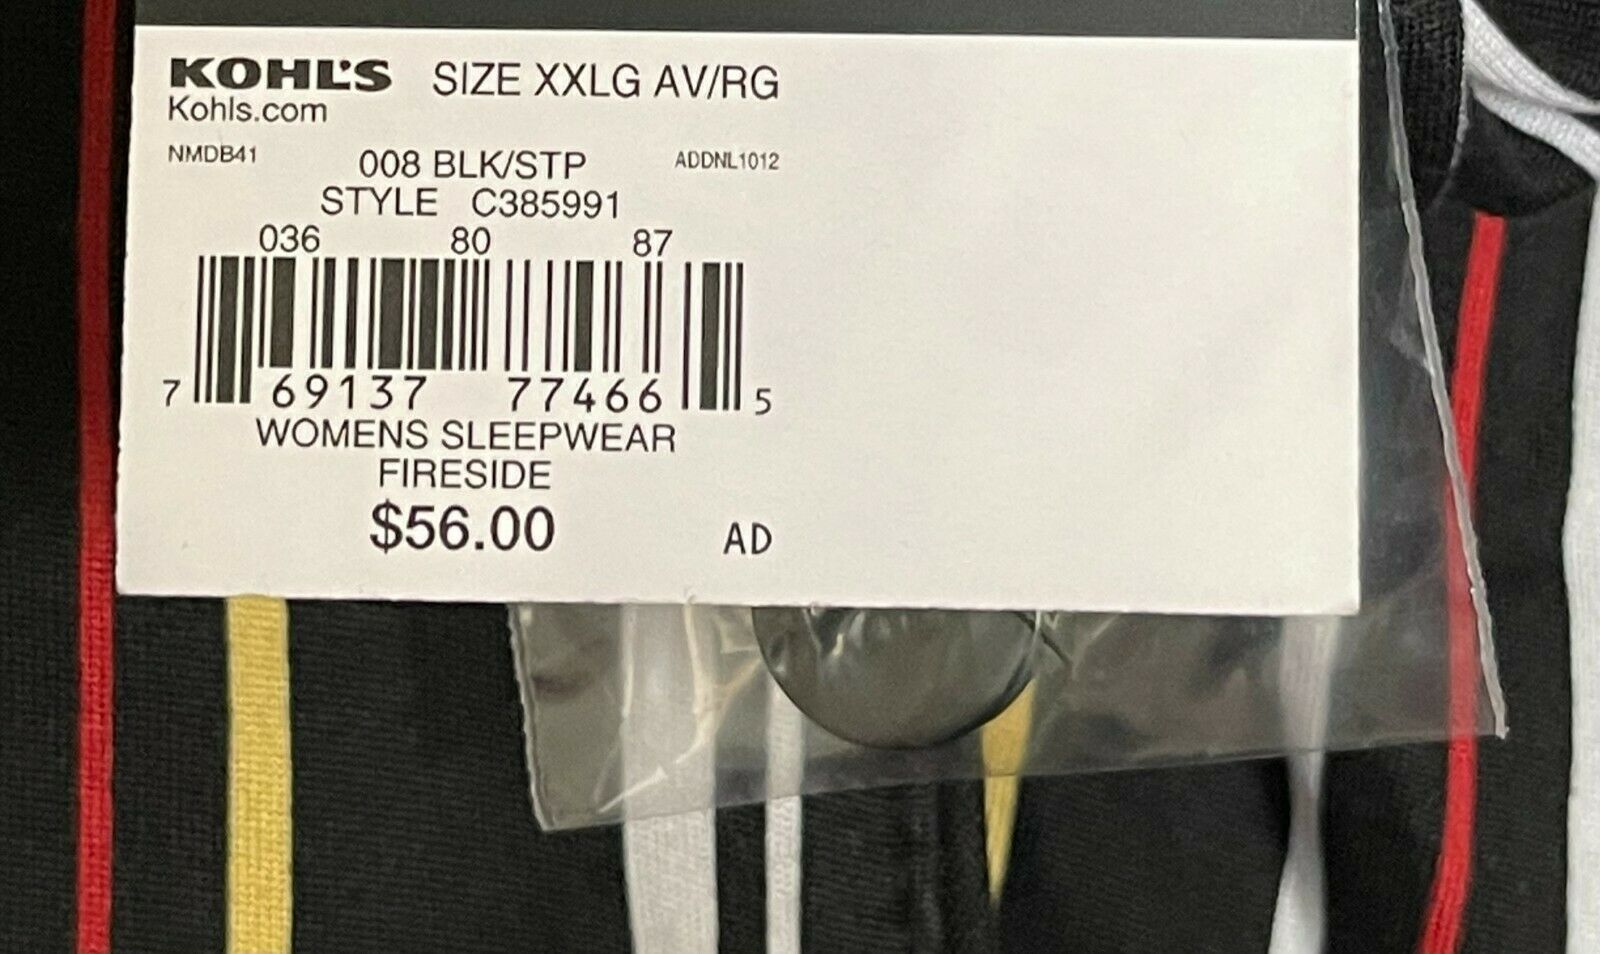 KOHL'S SIZE XXLG AV/RG
Kohls.com
NMDB41 008 BLK/STP ADDNL1012
STYLE C385991
036 80 87
7 69137 77466 5
WOMENS SLEEPWEAR
FIRESIDE
$56.00 AD